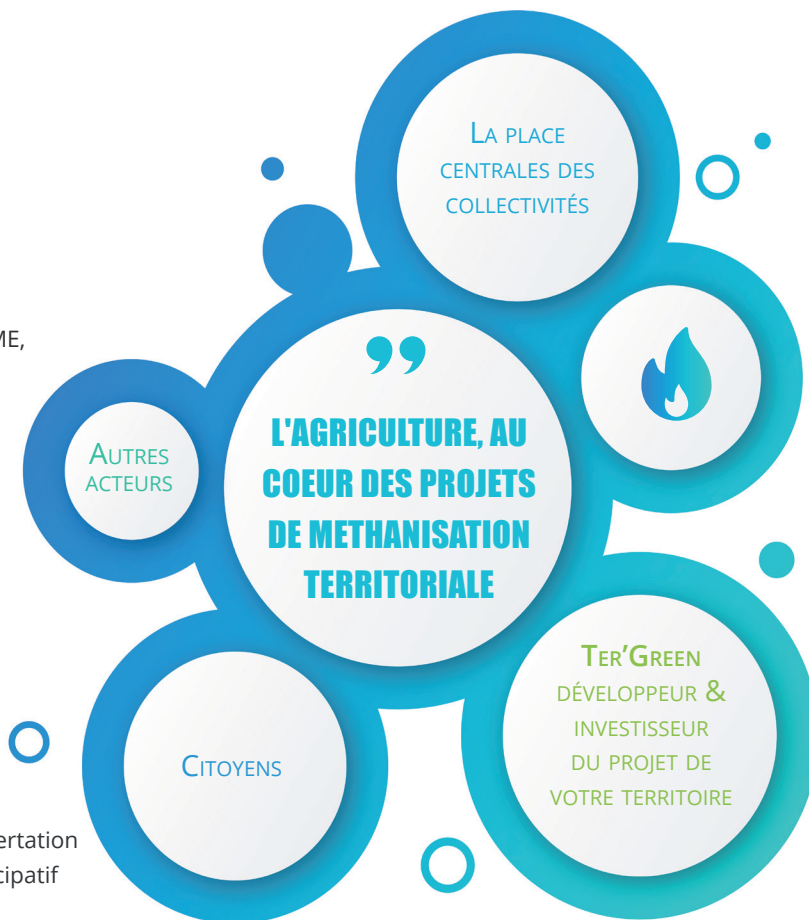 La place
centrales des
collectivités
”
L'AGRICULTURE, AU
COEUR DES PROJETS
DE METHANISATION
TERRITORIALE
Autres
acteurs
Ter’Green
développeur &
investisseur
du projet de
votre territoire
Citoyens